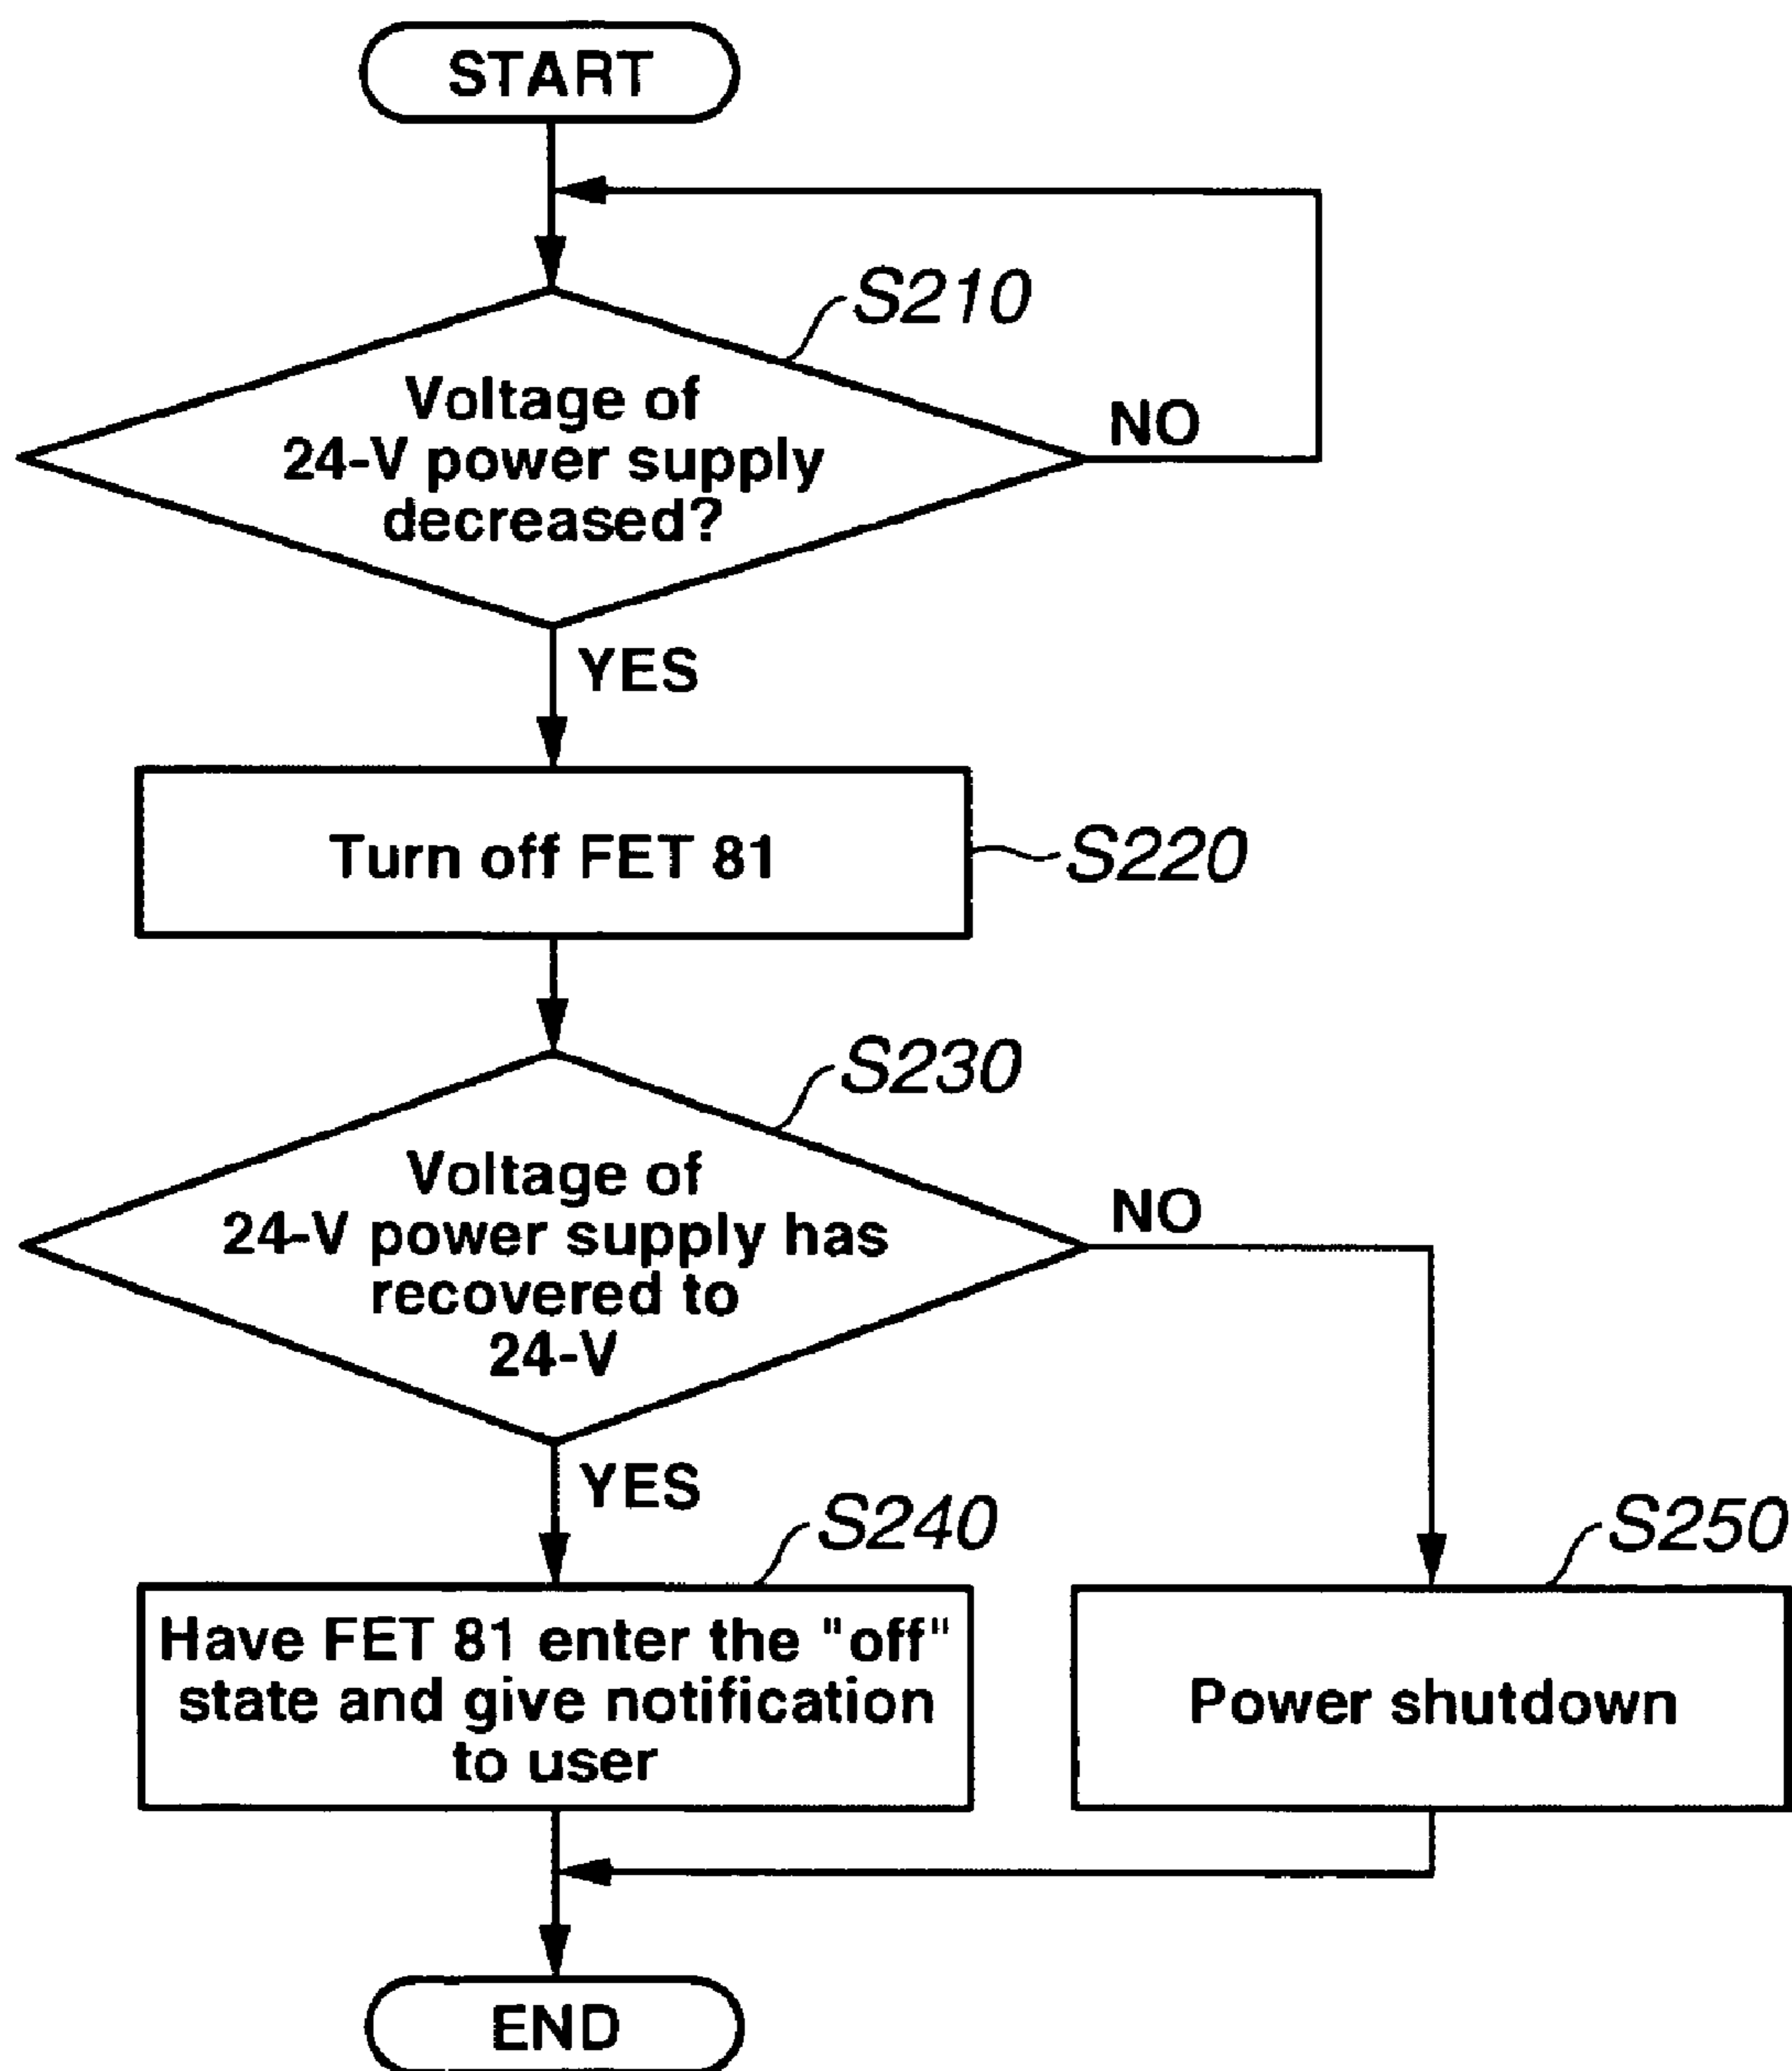 START
S210
Voltage of
24-V power supply
decreased?
NO
YES
Turn off FET 81
S220
S230
Voltage of
24-V power supply has
recovered to
24-V
NO
YES
S240
Have FET 81 enter the "off"
state and give notification
to user
S250
Power shutdown
END